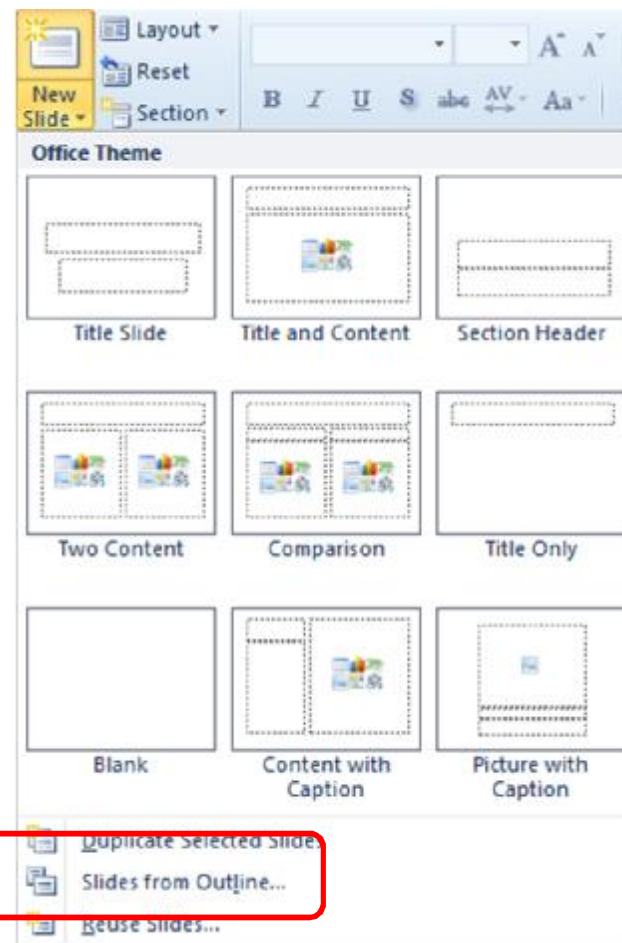 Layout
Reset
New
Slide
Section
A A
B I U S abc AV Aa
Office Theme
Title Slide
Title and Content
Section Header
Two Content
Comparison
Title Only
Blank
Content with
Caption
Picture with
Caption
Duplicate Selected Slides
Slides from Outline...
Reuse Slides...